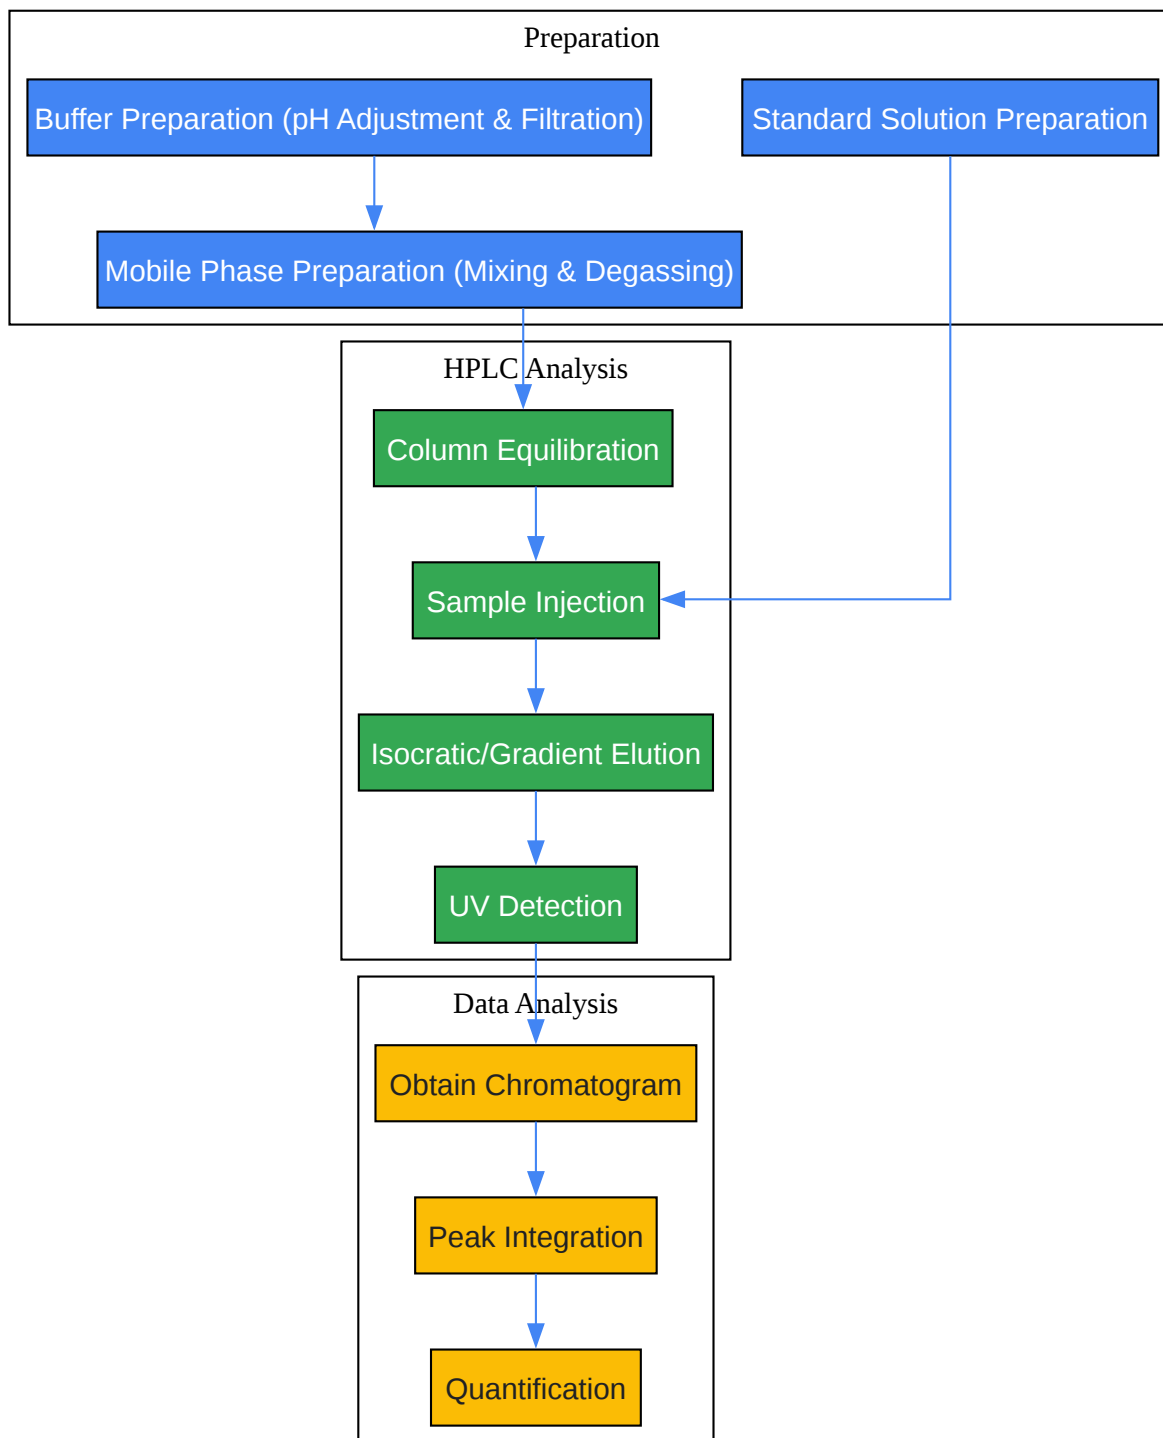 Preparation
Buffer Preparation (pH Adjustment & Filtration)
Standard Solution Preparation
Mobile Phase Preparation (Mixing & Degassing)
HPLC Analysis
Column Equilibration
Sample Injection
Isocratic/Gradient Elution
UV Detection
Data Analysis
Obtain Chromatogram
Peak Integration
Quantification